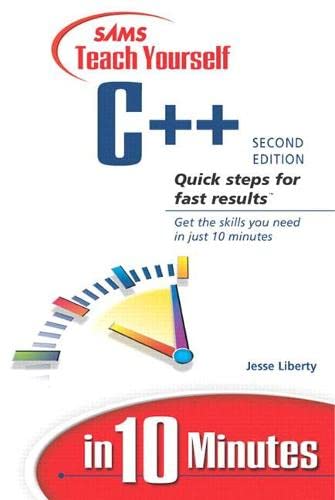 SAMS
Teach Yourself
C++
SECOND
EDITION
Quick steps for
fast results™
Get the skills you need
in just 10 minutes
Jesse Liberty
in 10 Minutes